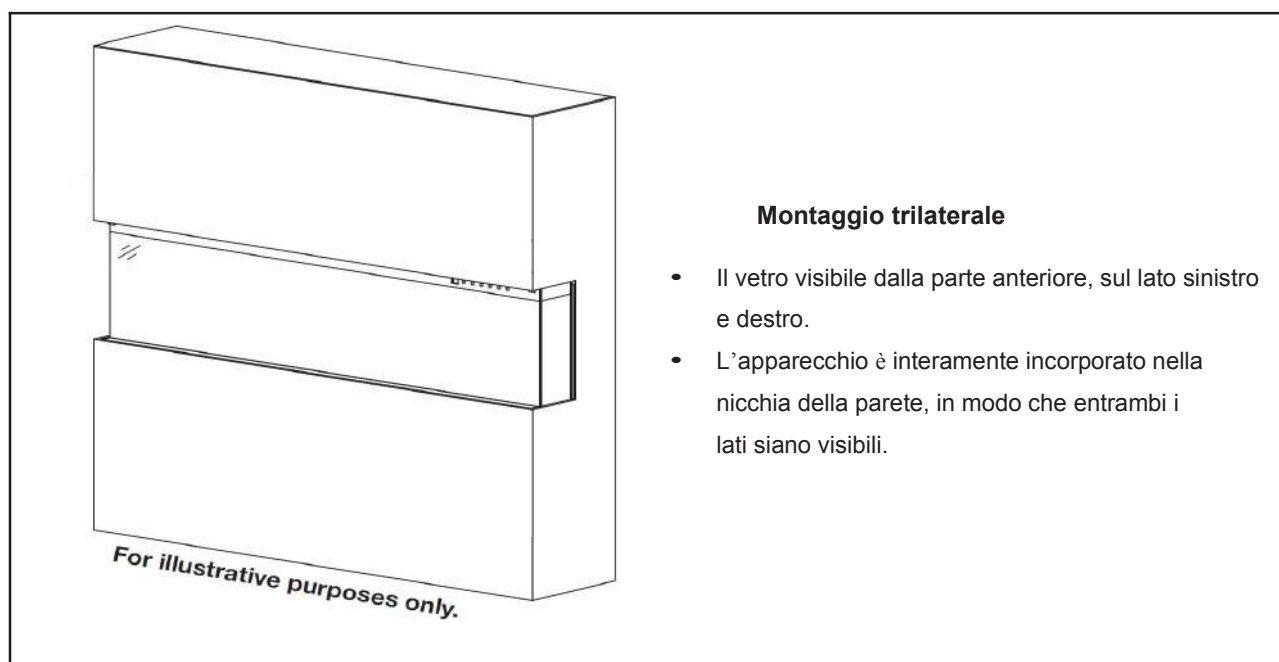 Montaggio trilaterale
• Il vetro visibile dalla parte anteriore, sul lato sinistro
e destro.
• L’apparecchio è interamente incorporato nella
nicchia della parete, in modo che entrambi i
lati siano visibili.
For illustrative purposes only.